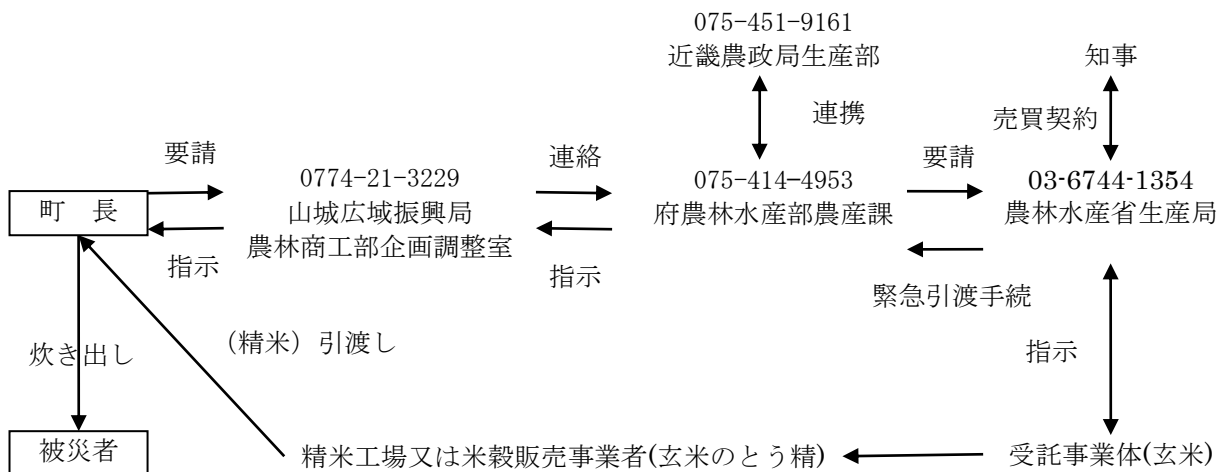 075-451-9161
近畿農政局生産部
知事
連携
売買契約
要請
連絡
要請
町　長
0774-21-3229
山城広域振興局
農林商工部企画調整室
075-414-4953
府農林水産部農産課
03-6744-1354
農林水産省生産局
指示
指示
緊急引渡手続
炊き出し
(精米）引渡し
指示
被災者
精米工場又は米穀販売事業者(玄米のとう精)
受託事業体(玄米)